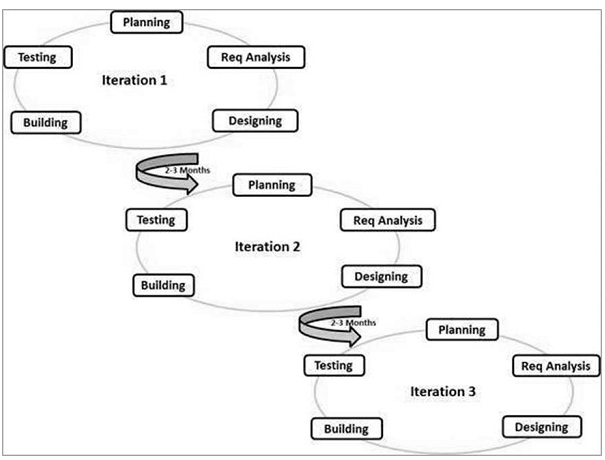 Planning
Testing
Req Analysis
Iteration 1
Building
Designing
2-3 Months
Planning
Testing
Req Analysis
Iteration 2
Designing
Building
2-3 Months
Planning
Testing
Req Analysis
Iteration 3
Building
Designing